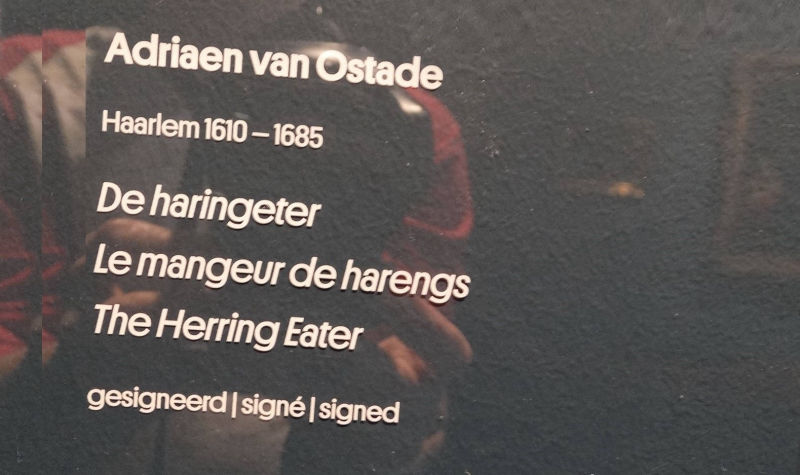 Adriaen van Ostade
Haarlem 1610 – 1685
De haringeter
Le mangeur de harengs
The Herring Eater
gesigneerd | signé | signed